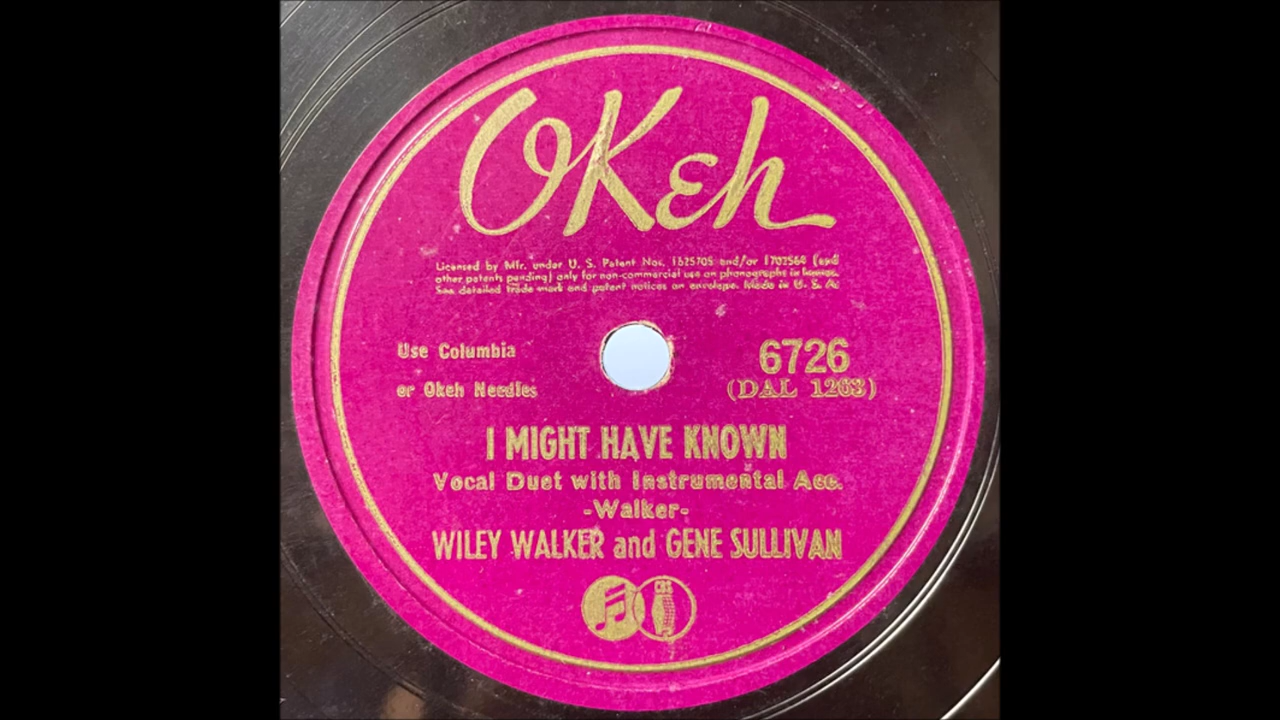 OKeh
Licensed by Mfr. under U. S. Patent Nos. 1625705 and/or 1702564 (and
other patents pending) only for non-commercial use on phonographs in homes.
See detailed trade mark and patent notices on envelope. Made in U. S. A.
Use Columbia
or Okeh Needles
6726
(DAL 1263)
I MIGHT HAVE KNOWN
Vocal Duet with Instrumental Acc.
-Walker-
WILEY WALKER and GENE SULLIVAN
CBS